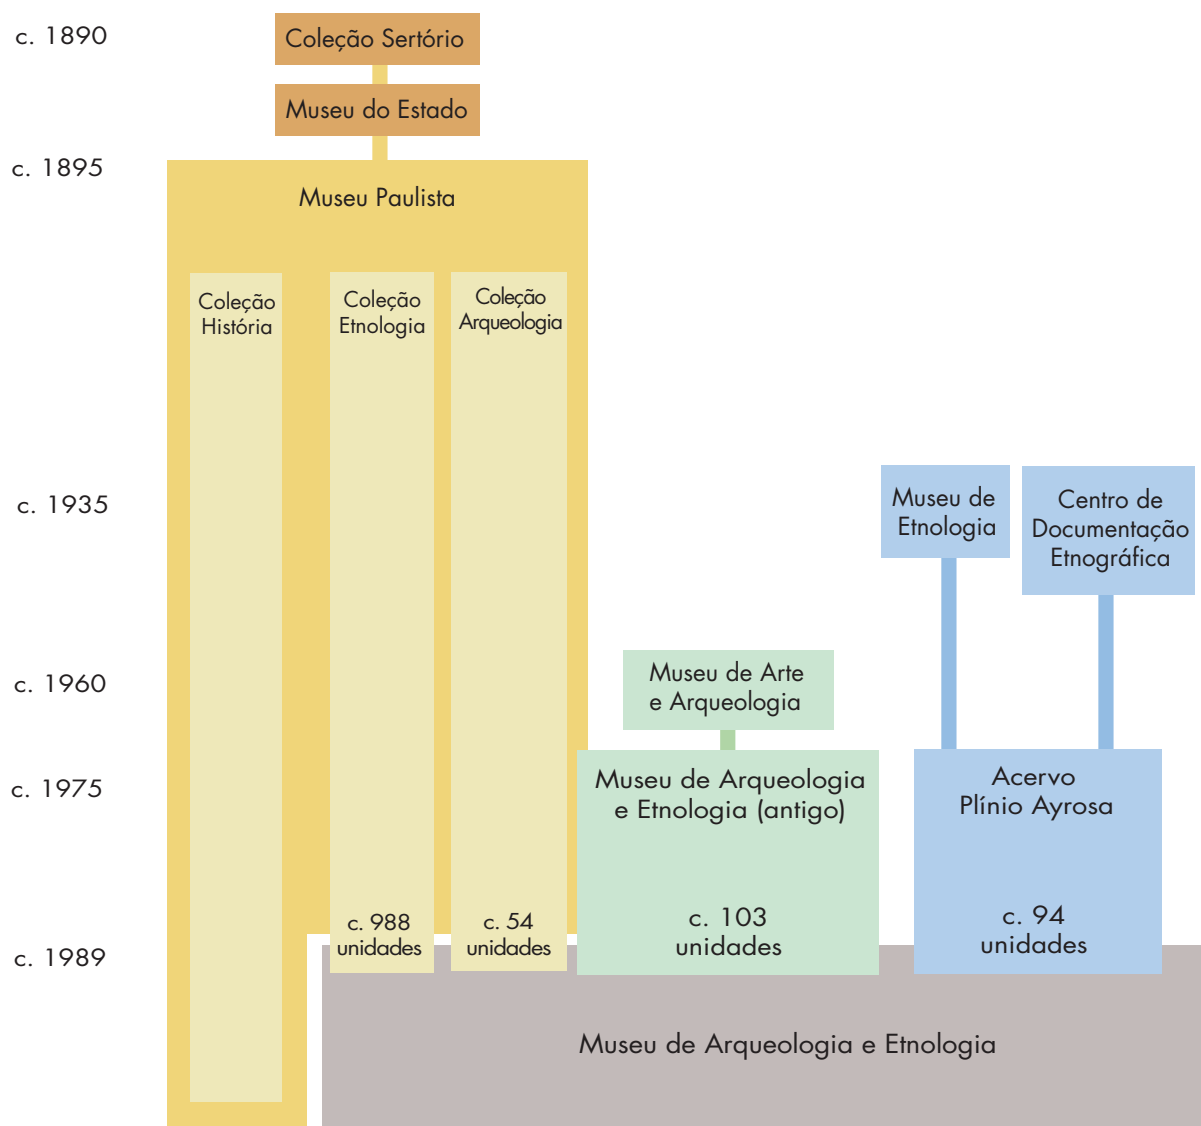 c. 1890
Coleção Sertório
Museu do Estado
c. 1895
Museu Paulista
Coleção
História
Coleção
Etnologia
Coleção
Arqueologia
c. 1935
Museu de
Etnologia
Centro de
Documentação
Etnográfica
c. 1960
Museu de Arte
e Arqueologia
c. 1975
Museu de Arqueologia
e Etnologia (antigo)
Acervo
Plínio Ayrosa
c. 988
unidades
c. 54
unidades
c. 103
unidades
c. 94
unidades
c. 1989
Museu de Arqueologia e Etnologia